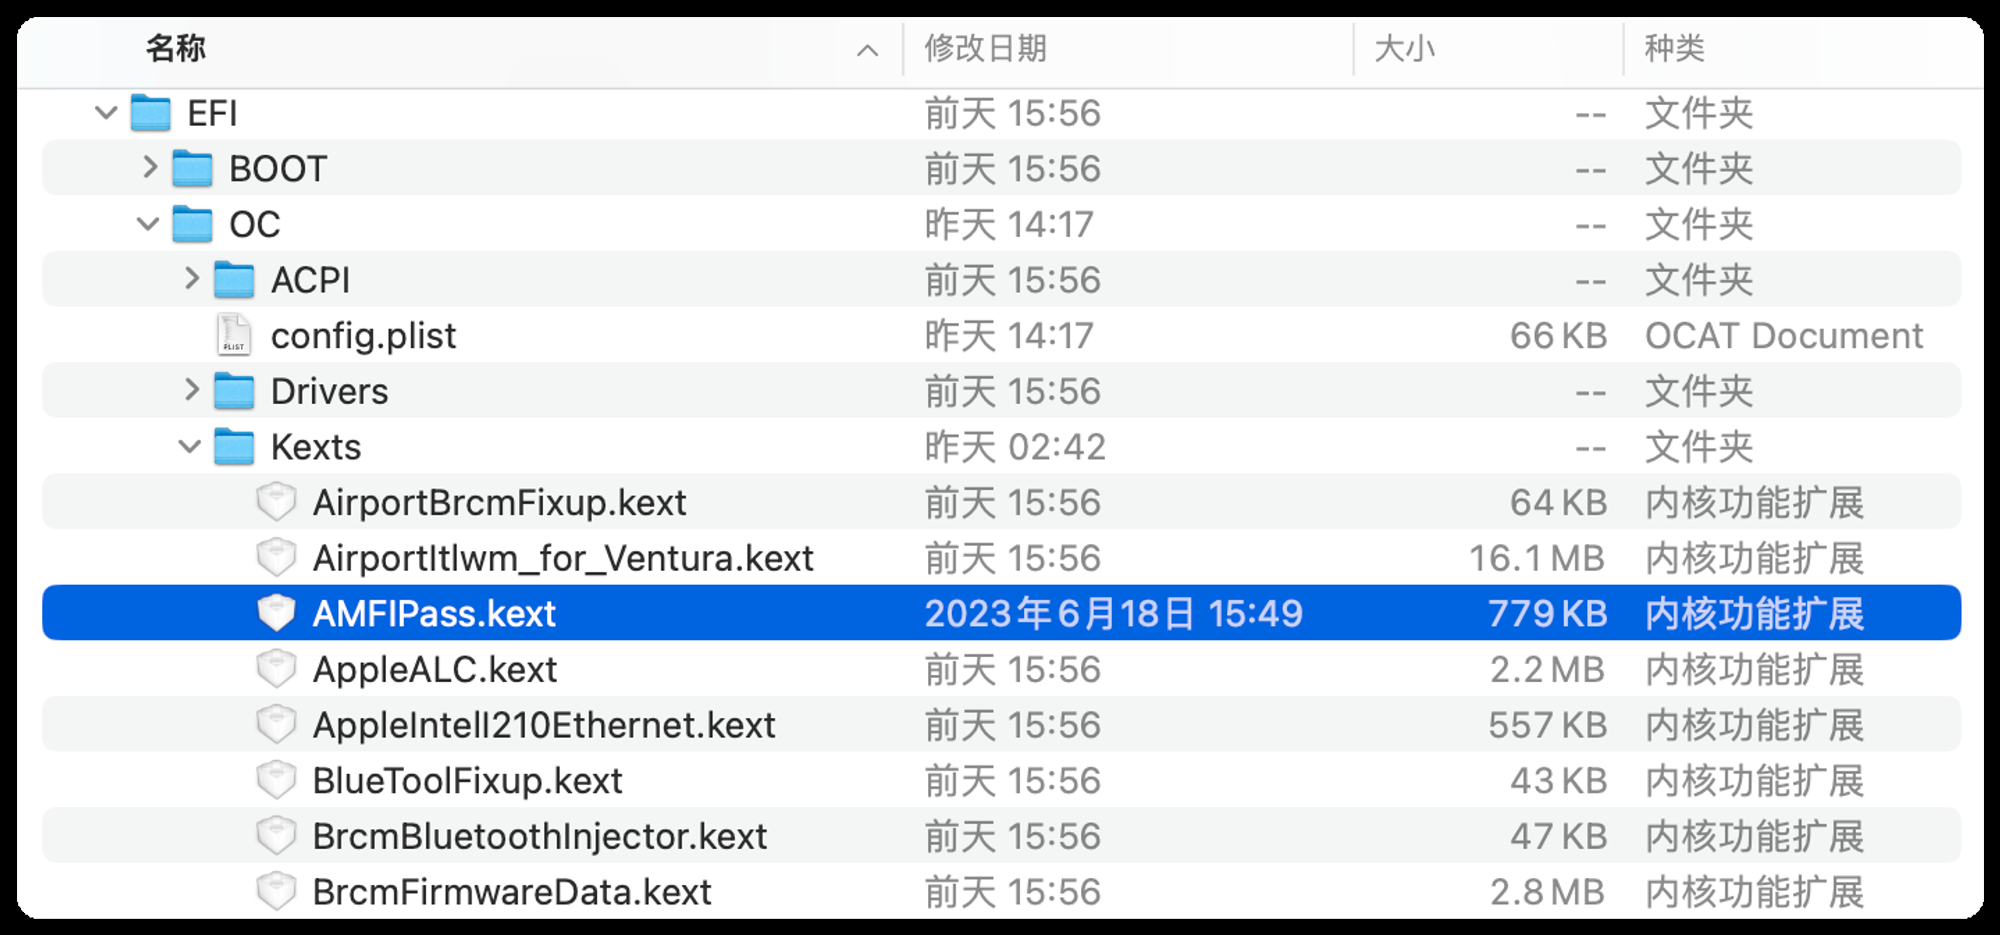 名称 修改日期 大小 种类
EFI 前天 15:56 -- 文件夹
BOOT 前天 15:56 -- 文件夹
OC 昨天 14:17 -- 文件夹
ACPI 前天 15:56 -- 文件夹
PLIST config.plist 昨天 14:17 66 KB OCAT Document
Drivers 前天 15:56 -- 文件夹
Kexts 昨天 02:42 -- 文件夹
AirportBrcmFixup.kext 前天 15:56 64 KB 内核功能扩展
AirportItlwm_for_Ventura.kext 前天 15:56 16.1 MB 内核功能扩展
AMFIPass.kext 2023年6月18日 15:49 779 KB 内核功能扩展
AppleALC.kext 前天 15:56 2.2 MB 内核功能扩展
AppleIntelI210Ethernet.kext 前天 15:56 557 KB 内核功能扩展
BlueToolFixup.kext 前天 15:56 43 KB 内核功能扩展
BrcmBluetoothInjector.kext 前天 15:56 47 KB 内核功能扩展
BrcmFirmwareData.kext 前天 15:56 2.8 MB 内核功能扩展